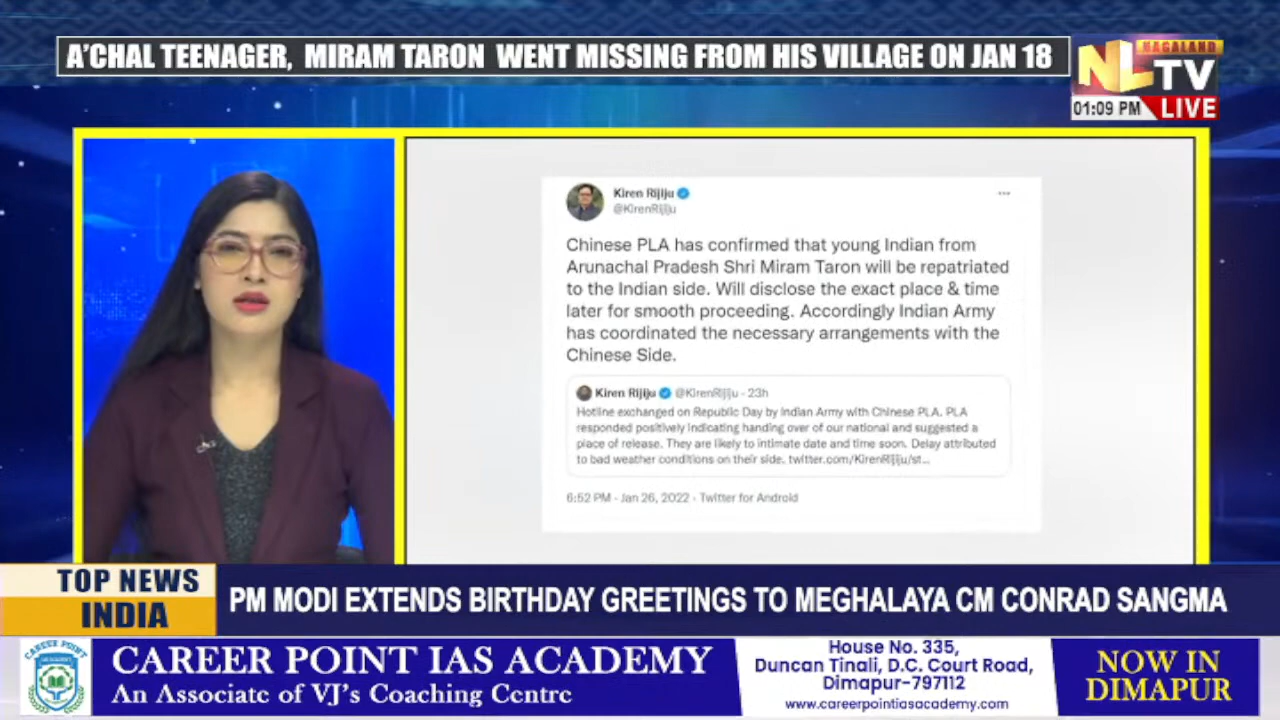 A'CHAL TEENAGER, MIRAM TARON WENT MISSING FROM HIS VILLAGE ON JAN 18
NAGALAND
NL TV
01:09 PM LIVE
Kiren Rijiju
@KirenRijiju
Chinese PLA has confirmed that young Indian from
Arunachal Pradesh Shri Miram Taron will be repatriated
to the Indian side. Will disclose the exact place & time
later for smooth proceeding. Accordingly Indian Army
has coordinated the necessary arrangements with the
Chinese Side.
Kiren Rijiju @KirenRijiju - 23h
Hotline exchanged on Republic Day by Indian Army with Chinese PLA. PLA
responded positively indicating handing over of our national and suggested a
place of release. They are likely to intimate date and time soon. Delay attributed
to bad weather conditions on their side. twitter.com/KirenRijiju/st...
6:52 PM - Jan 26, 2022 - Twitter for Android
TOP NEWS
INDIA
PM MODI EXTENDS BIRTHDAY GREETINGS TO MEGHALAYA CM CONRAD SANGMA
CAREER POINT
CAREER POINT IAS ACADEMY
An Associate of VJ's Coaching Centre
House No. 335,
Duncan Tinali, D.C. Court Road,
Dimapur-797112
www.careerpointiasacademy.com
NOW IN
DIMAPUR